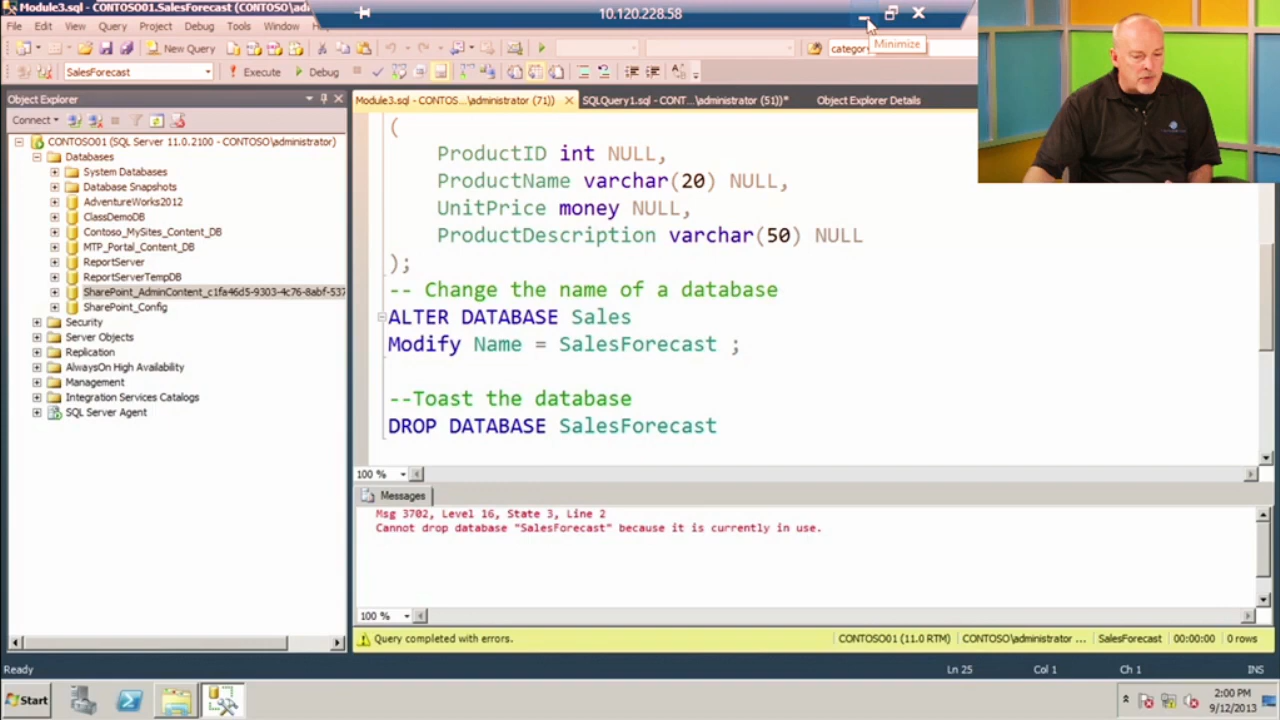 Module3.sql - CONTOSO01.SalesForecast (CONTOSO\admi
10.120.228.58
Minimize
File Edit View Query Project Debug Tools Window
New Query
categor
SalesForecast
Execute
Debug
Object Explorer
Connect
CONTOSO01 (SQL Server 11.0.2100 - CONTOSO\administrator)
Databases
System Databases
Database Snapshots
AdventureWorks2012
ClassDemoDB
Contoso_MySites_Content_DB
MTP_Portal_Content_DB
ReportServer
ReportServerTempDB
SharePoint_AdminContent_c1fa46d5-9303-4c76-8abf-537
SharePoint_Config
Security
Server Objects
Replication
AlwaysOn High Availability
Management
Integration Services Catalogs
SQL Server Agent
Module3.sql - CONTOS...\administrator (71))
SQLQuery1.sql - CONT...\administrator (51))*
Object Explorer Details
(
ProductID int NULL,
ProductName varchar(20) NULL,
UnitPrice money NULL,
ProductDescription varchar(50) NULL
);
-- Change the name of a database
ALTER DATABASE Sales
Modify Name = SalesForecast ;
--Toast the database
DROP DATABASE SalesForecast
100 %
Messages
Msg 3702, Level 16, State 3, Line 2
Cannot drop database "SalesForecast" because it is currently in use.
100 %
Query completed with errors.
CONTOSO01 (11.0 RTM)
CONTOSO\administrator ...
SalesForecast
00:00:00
0 rows
Ready
Ln 25
Col 1
Ch 1
INS
Start
2:00 PM
9/12/2013